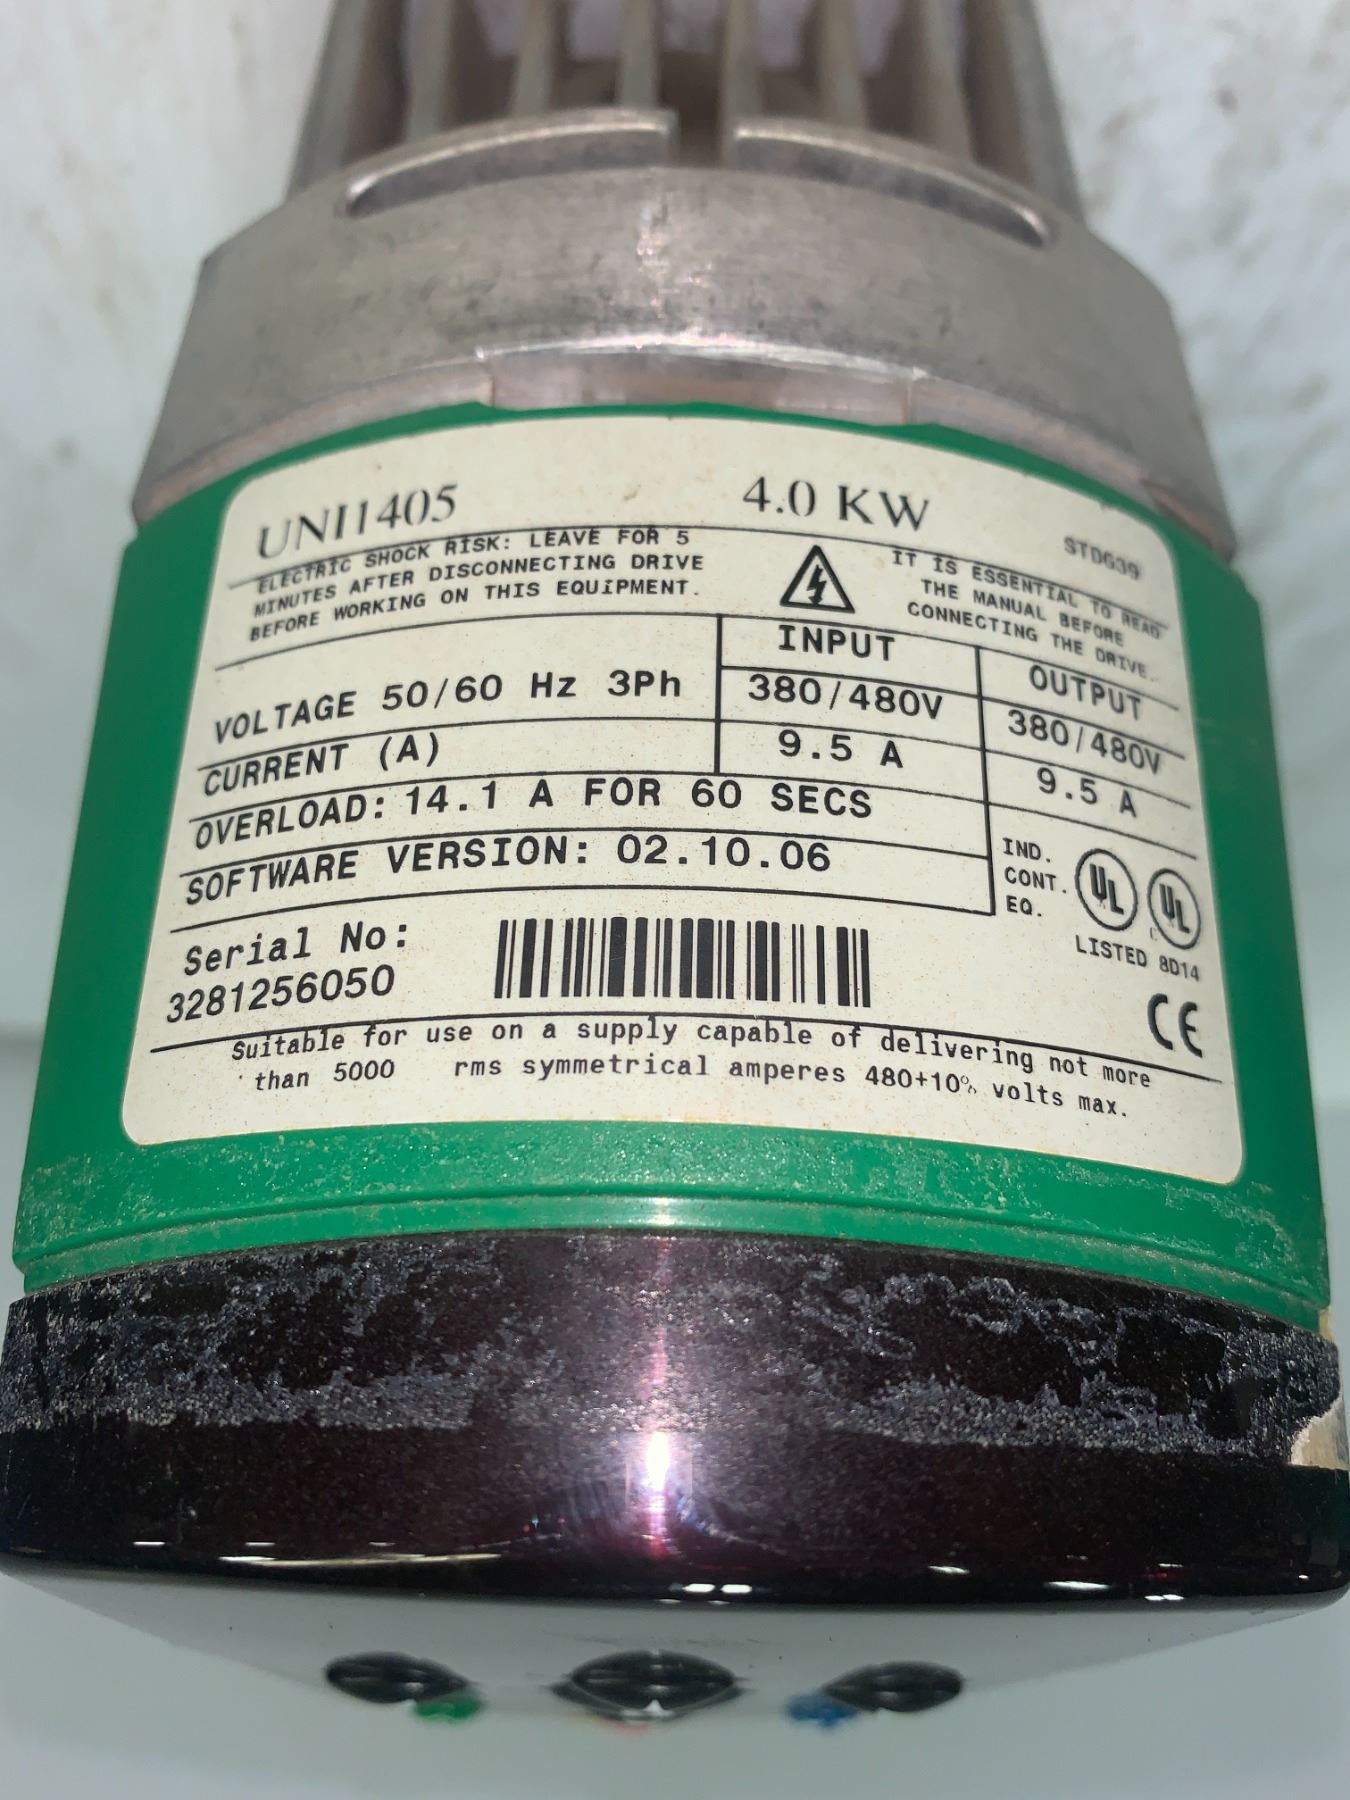 UNI1405 4.0 KW STDG39
ELECTRIC SHOCK RISK: LEAVE FOR 5
MINUTES AFTER DISCONNECTING DRIVE
BEFORE WORKING ON THIS EQUIPMENT.
IT IS ESSENTIAL TO READ
THE MANUAL BEFORE
CONNECTING THE DRIVE.
INPUT OUTPUT
VOLTAGE 50/60 Hz 3Ph 380/480V 380/480V
CURRENT (A) 9.5 A 9.5 A
OVERLOAD: 14.1 A FOR 60 SECS
SOFTWARE VERSION: 02.10.06
IND.
CONT.
EQ.
UL UL
LISTED 8D14
Serial No:
3281256050
CE
Suitable for use on a supply capable of delivering not more
than 5000 rms symmetrical amperes 480+10% volts max.